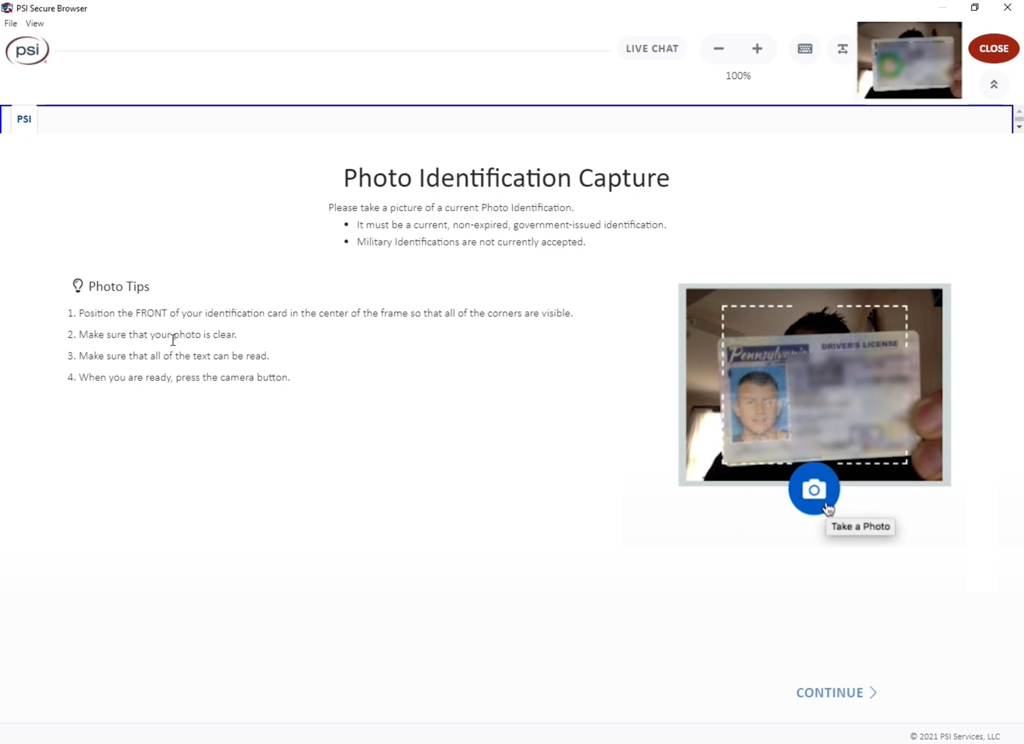 PSI Secure Browser
File View
psi
LIVE CHAT
100%
CLOSE
PSI
Photo Identification Capture
Please take a picture of a current Photo Identification.
• It must be a current, non-expired, government-issued identification.
• Military Identifications are not currently accepted.
Photo Tips
1. Position the FRONT of your identification card in the center of the frame so that all of the corners are visible.
2. Make sure that your photo is clear.
3. Make sure that all of the text can be read.
4. When you are ready, press the camera button.
Pennsylvania
DRIVER'S LICENSE
Take a Photo
CONTINUE
© 2021 PSI Services, LLC